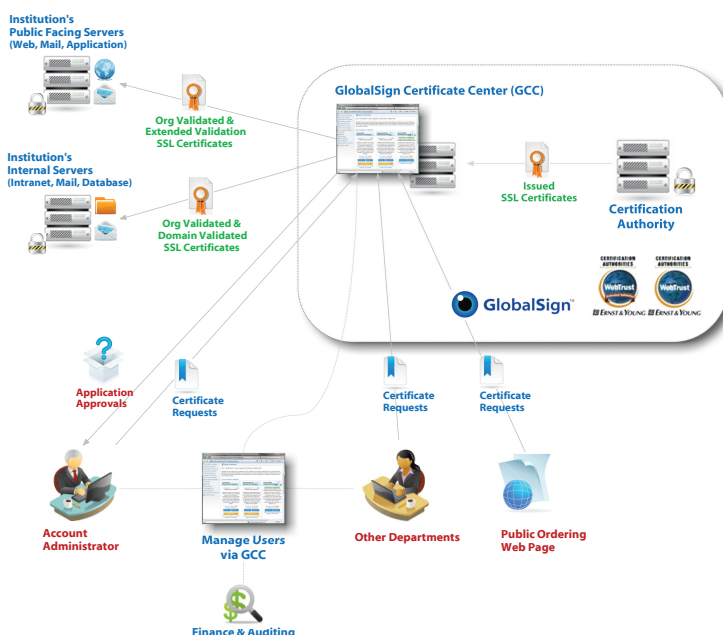 Institution's
Public Facing Servers
(Web, Mail, Application)
Org Validated &
Extended Validation
SSL Certificates
Institution's
Internal Servers
(Intranet, Mail, Database)
Org Validated &
Domain Validated
SSL Certificates
GlobalSign Certificate Center (GCC)
Issued
SSL Certificates
Certification
Authority
GlobalSign™
CERTIFICATION
AUTHORITIES
WebTrust
ERNST & YOUNG
CERTIFICATION
AUTHORITIES
WebTrust
ERNST & YOUNG
Application
Approvals
Certificate
Requests
Certificate
Requests
Certificate
Requests
Account
Administrator
Manage Users
via GCC
Other Departments
Public Ordering
Web Page
Finance & Auditing